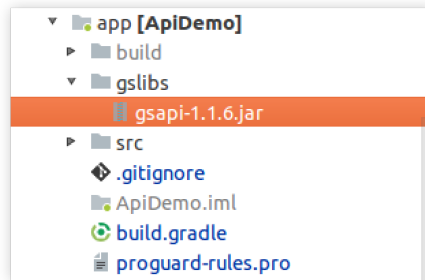 app [ApiDemo]
build
gslibs
gsapi-1.1.6.jar
src
.gitignore
ApiDemo.iml
build.gradle
proguard-rules.pro